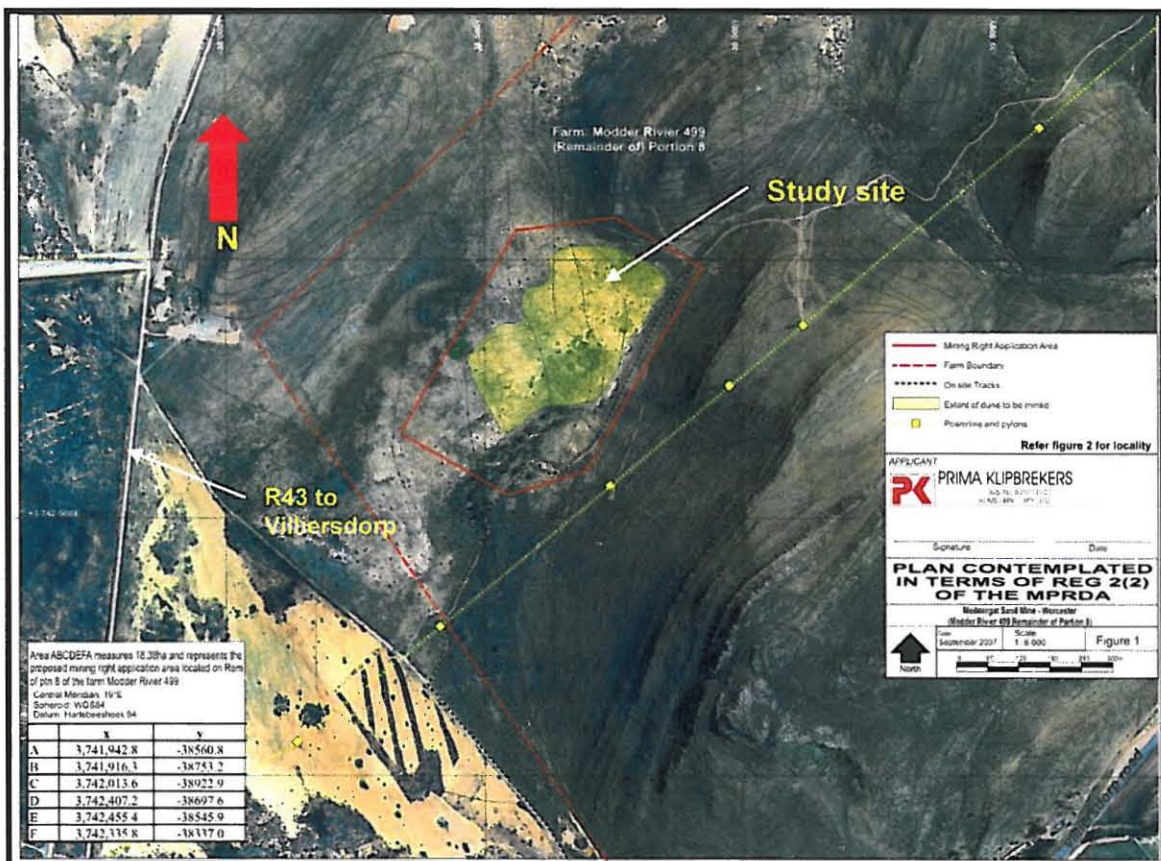 Farm: Modder Rivier 499
(Remainder of) Portion 8
Study site
N
R43 to
Villiersdorp
Mining Right Application Area
Farm Boundary
On site Tracks
Extent of dune to be mined
Powerline and pylons
Refer figure 2 for locality
APPLICANT
PK PRIMA KLIPBREKERS
Signature Date
PLAN CONTEMPLATED
IN TERMS OF REG 2(2)
OF THE MPRDA
Sand Mine - Worcester
(Modder River 499 Remainder of Portion 8)
Date
September 2007
Scale
1: 6 000
Figure 1
North
Area ABCDEFA measures 18.38ha and represents the
proposed mining right application area located on Rem
of ptn 8 of the farm Modder Rivier 499
Central Meridian: 19°E
Spheroid: WGS84
Datum: Hartebeeshoek 94
x y
A 3,741,942.8 -38560.8
B 3,741,916.3 -38753.2
C 3,742,013.6 -38922.9
D 3,742,407.2 -38697.6
E 3,742,455.4 -38545.9
F 3,742,335.8 -38337.0
road